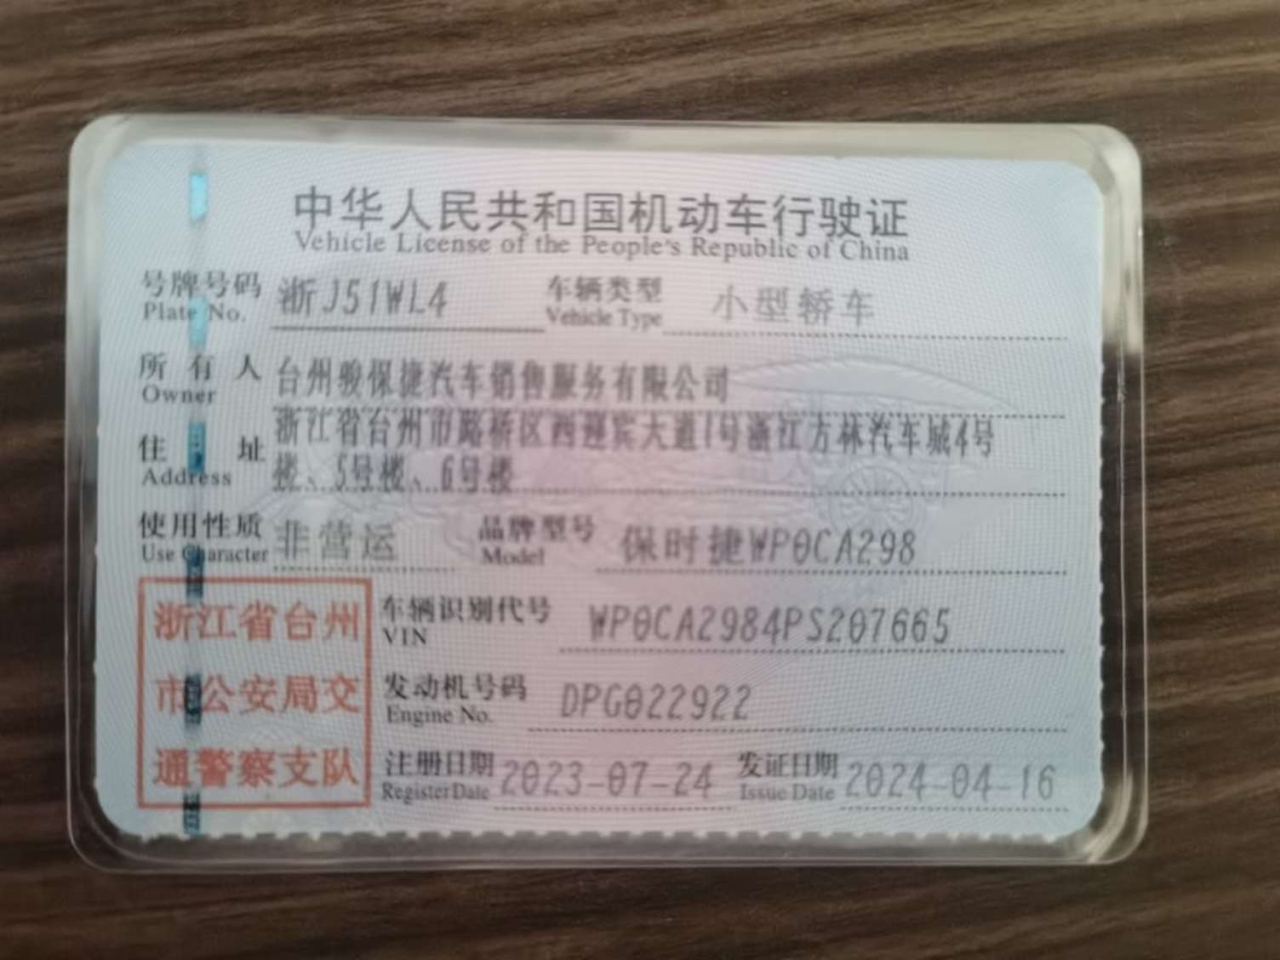 中华人民共和国机动车行驶证
Vehicle License of the People's Republic of China
号牌号码 浙J51WL4 车辆类型 小型轿车
Plate No. Vehicle Type
所有人 台州骏保捷汽车销售服务有限公司
Owner
住址 浙江省台州市路桥区西迎宾大道1号浙江方林汽车城4号
楼、5号楼、6号楼
Address
使用性质 非营运 品牌型号 保时捷WP0CA298
Use Character Model
浙江省台州
市公安局交
通警察支队
车辆识别代号 WP0CA2984PS207665
VIN
发动机号码 DPG022922
Engine No.
注册日期 2023-07-24 发证日期 2024-04-16
Register Date Issue Date